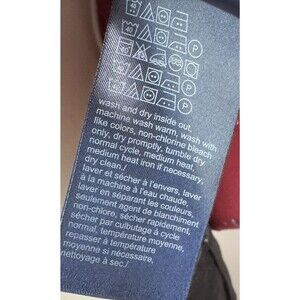 wash and dry inside out,
machine wash warm, wash with
like colors, non-chlorine bleach
only, dry promptly, tumble dry
normal cycle, medium heat,
medium heat iron if necessary,
dry clean./
laver et sécher à l'envers, laver
à la machine à l'eau chaude,
laver en séparant les couleurs,
seulement agent de blanchiment
non-chlore, sécher rapidement,
sécher par culbutage à cycle
normal, température moyenne,
repasser à température
moyenne si nécessaire,
nettoyage à sec./